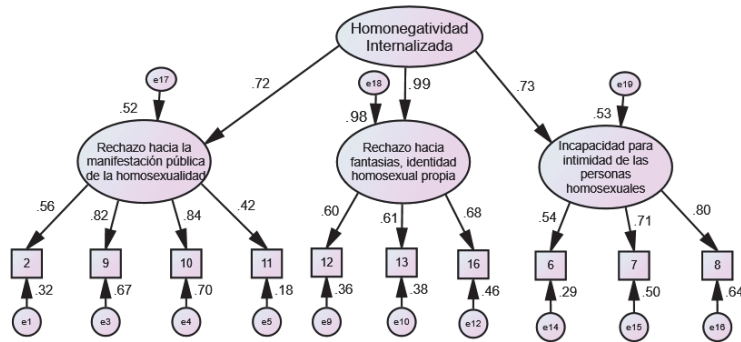 Homonegatividad
Internalizada
e17
.72
e18
.99
.73
e19
.52
.98
.53
Rechazo hacia la
manifestación pública
de la homosexualidad
Rechazo hacia
fantasias, identidad
homosexual propia
Incapacidad para
intimidad de las
personas
homosexuales
.56
.82
.84
.42
.60
.61
.68
.54
.71
.80
2
9
10
11
12
13
16
6
7
8
.32
.67
.70
.18
.36
.38
.46
.29
.50
.64
e1
e3
e4
e5
e9
e10
e12
e14
e15
e16